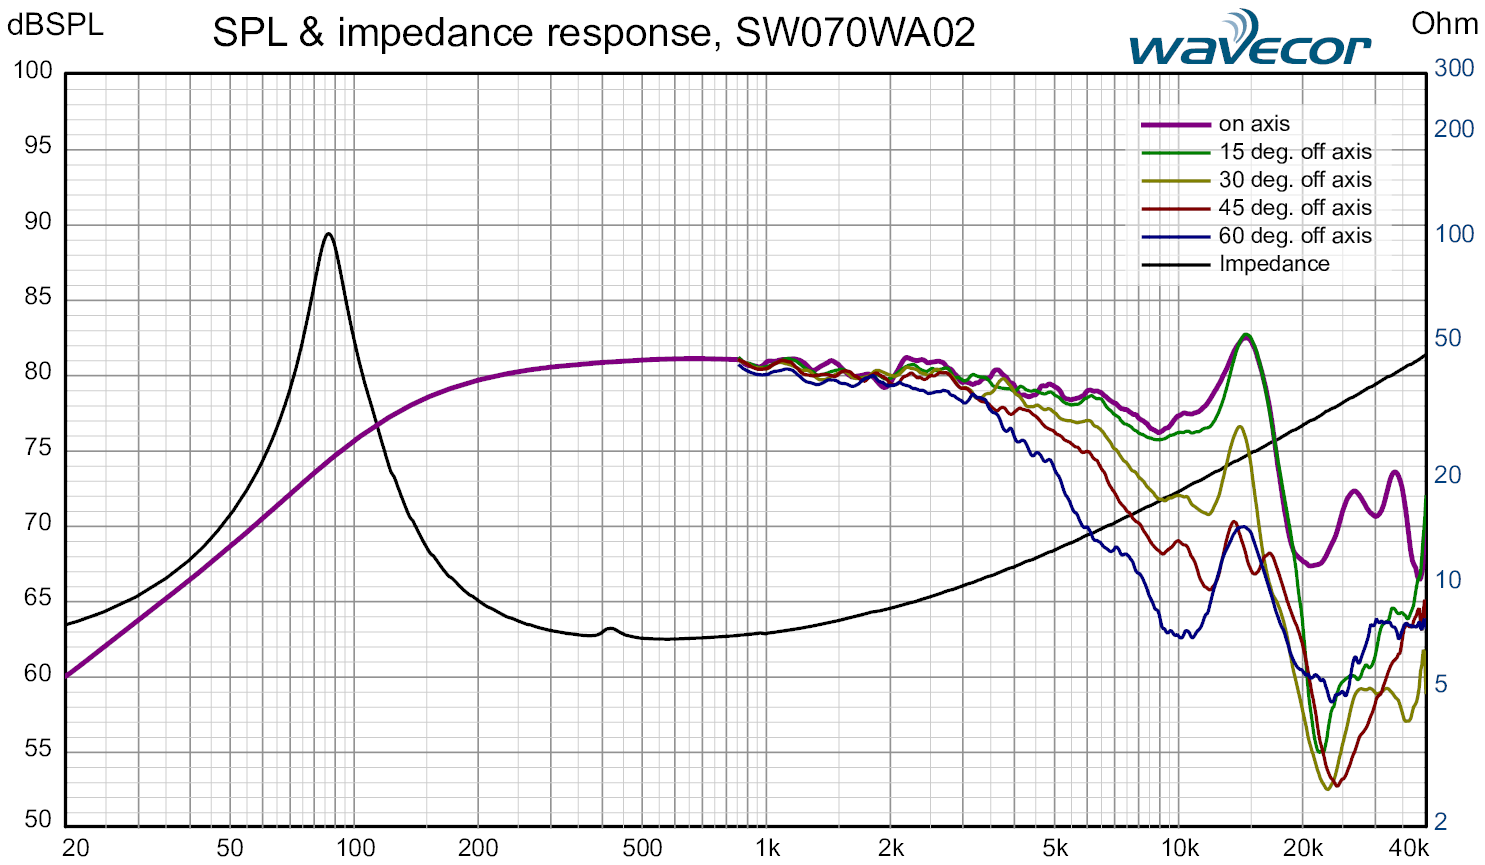 dBSPL
SPL & impedance response, SW070WA02
wavecor
Ohm
100
95
90
85
80
75
70
65
60
55
50
300
200
100
50
20
10
5
2
on axis
15 deg. off axis
30 deg. off axis
45 deg. off axis
60 deg. off axis
Impedance
20 50 100 200 500 1k 2k 5k 10k 20k 40k